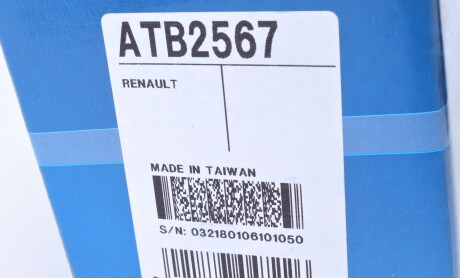 ATB2567
RENAULT
MADE IN TAIWAN
S/N: 032180106101050